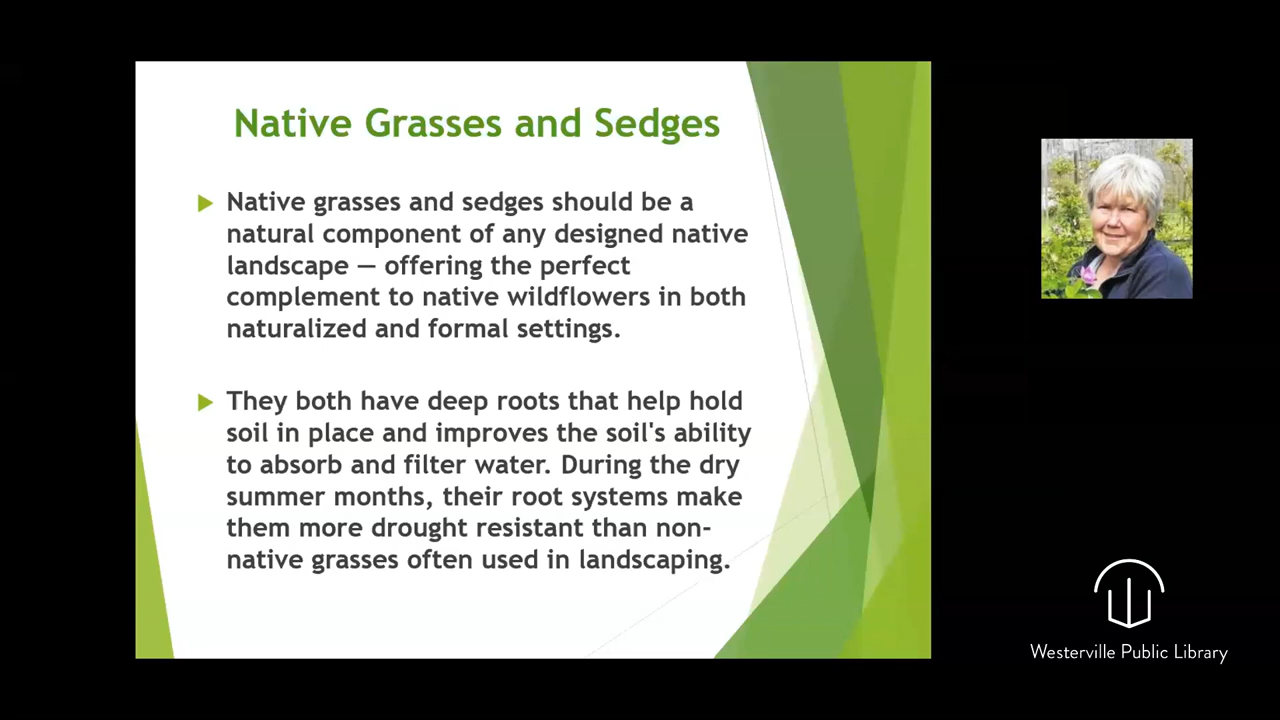 Native Grasses and Sedges
Native grasses and sedges should be a
natural component of any designed native
landscape — offering the perfect
complement to native wildflowers in both
naturalized and formal settings.
They both have deep roots that help hold
soil in place and improves the soil's ability
to absorb and filter water. During the dry
summer months, their root systems make
them more drought resistant than non-
native grasses often used in landscaping.
Westerville Public Library